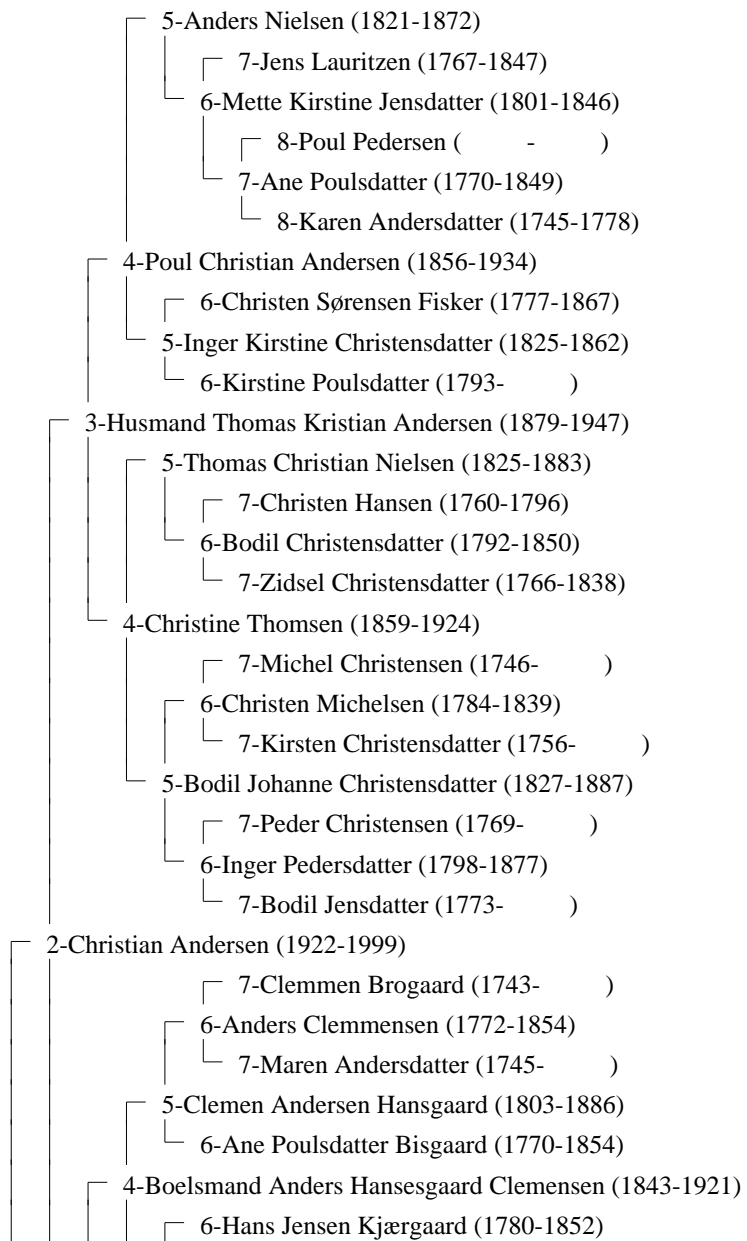 5-Anders Nielsen (1821-1872)
7-Jens Lauritzen (1767-1847)
6-Mette Kirstine Jensdatter (1801-1846)
8-Poul Pedersen ( - )
7-Ane Poulsdatter (1770-1849)
8-Karen Andersdatter (1745-1778)
4-Poul Christian Andersen (1856-1934)
6-Christen Sørensen Fisker (1777-1867)
5-Inger Kirstine Christensdatter (1825-1862)
6-Kirstine Poulsdatter (1793- )
3-Husmand Thomas Kristian Andersen (1879-1947)
5-Thomas Christian Nielsen (1825-1883)
7-Christen Hansen (1760-1796)
6-Bodil Christensdatter (1792-1850)
7-Zidsel Christensdatter (1766-1838)
4-Christine Thomsen (1859-1924)
7-Michel Christensen (1746- )
6-Christen Michelsen (1784-1839)
7-Kirsten Christensdatter (1756- )
5-Bodil Johanne Christensdatter (1827-1887)
7-Peder Christensen (1769- )
6-Inger Pedersdatter (1798-1877)
7-Bodil Jensdatter (1773- )
2-Christian Andersen (1922-1999)
7-Clemmen Brogaard (1743- )
6-Anders Clemmensen (1772-1854)
7-Maren Andersdatter (1745- )
5-Clemen Andersen Hansgaard (1803-1886)
6-Ane Poulsdatter Bisgaard (1770-1854)
4-Boelsmand Anders Hansesgaard Clemensen (1843-1921)
6-Hans Jensen Kjærgaard (1780-1852)